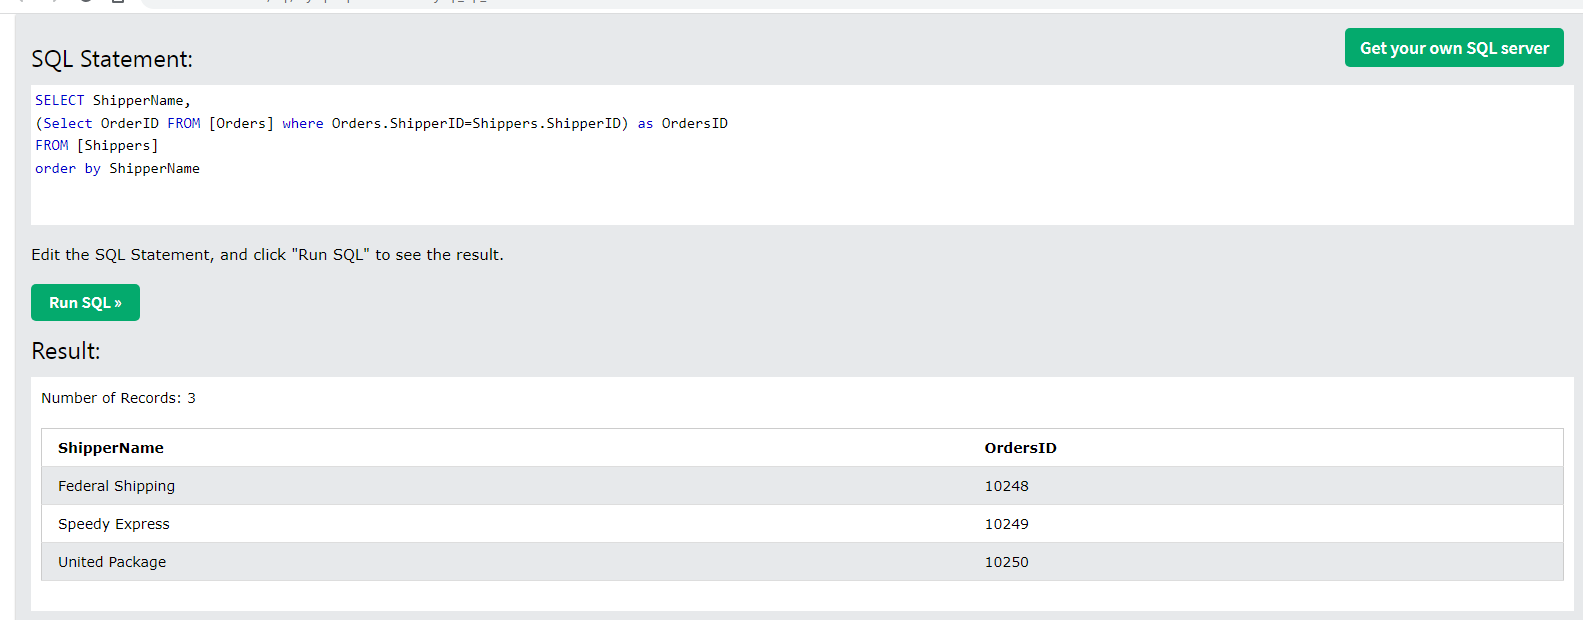 SQL Statement:
Get your own SQL server
SELECT ShipperName,
(Select OrderID FROM [Orders] where Orders.ShipperID=Shippers.ShipperID) as OrdersID
FROM [Shippers]
order by ShipperName
Edit the SQL Statement, and click "Run SQL" to see the result.
Run SQL »
Result:
Number of Records: 3
ShipperName OrdersID
Federal Shipping 10248
Speedy Express 10249
United Package 10250